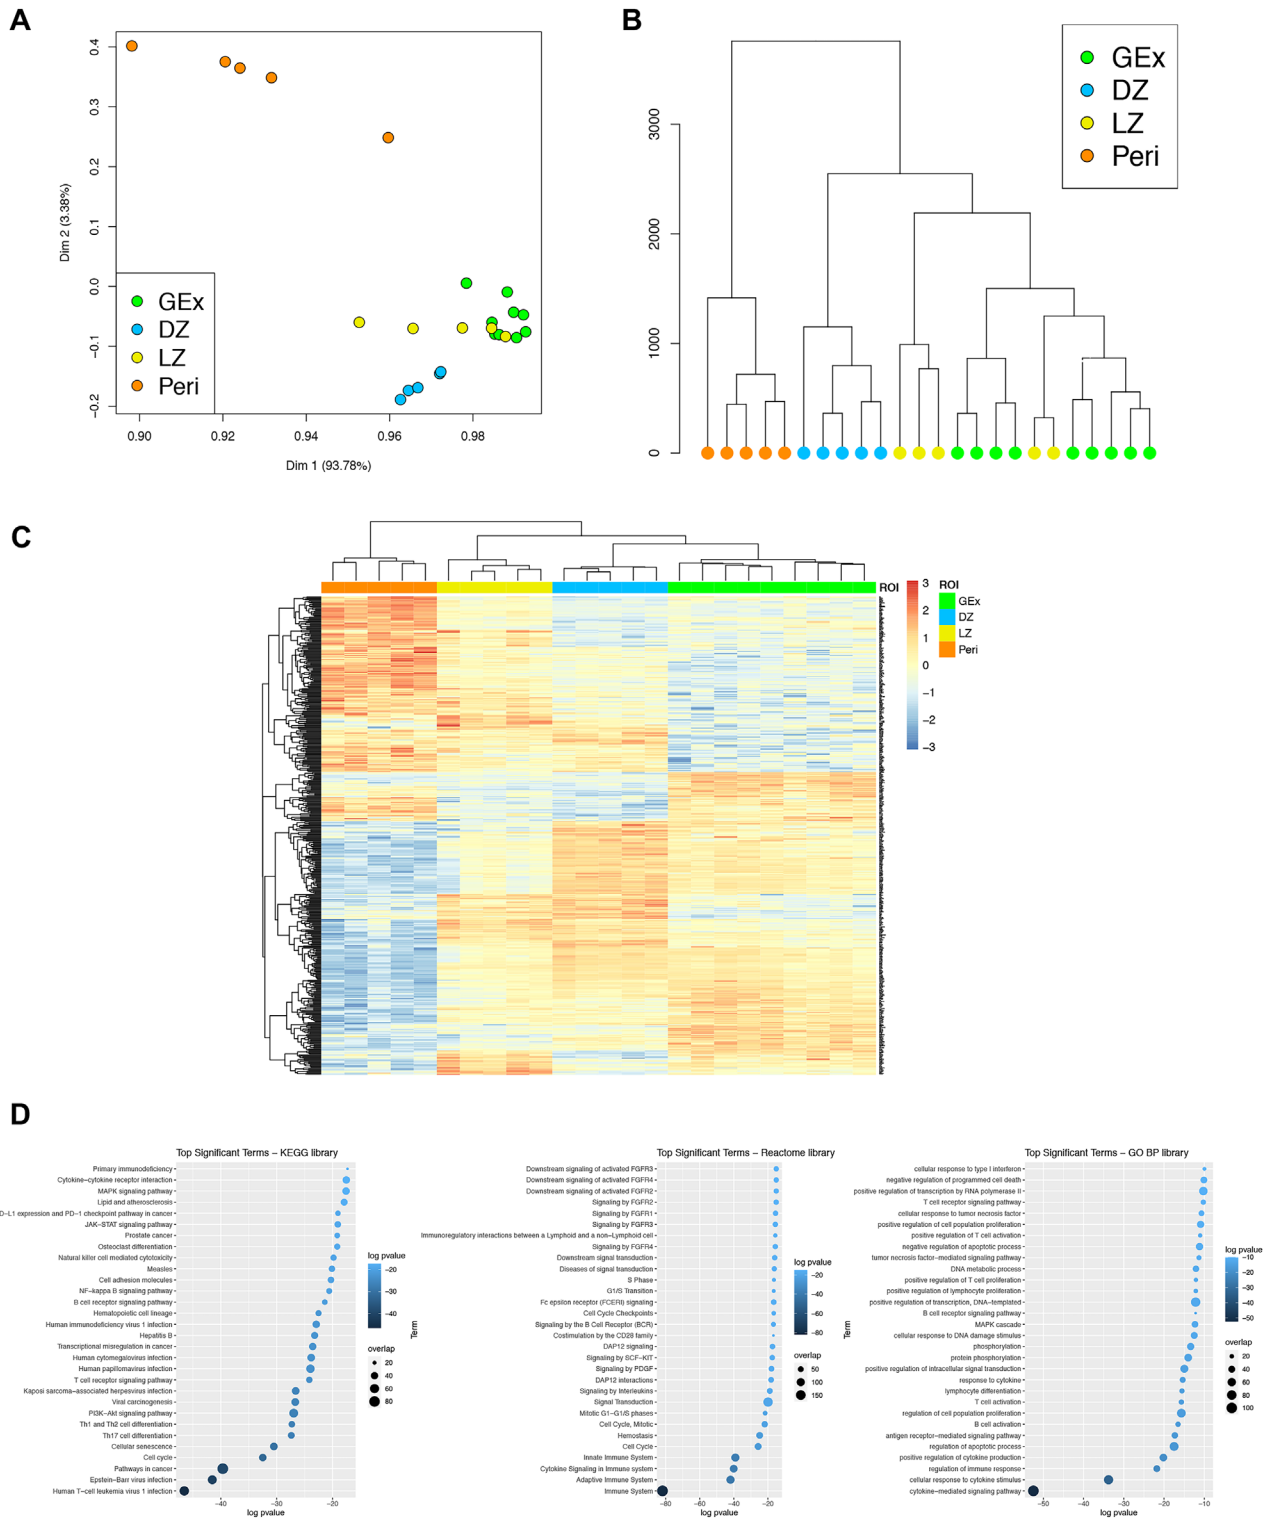 A
0.4
0.3
0.2
0.1
0.0
−0.1
−0.2
Dim 2 (3.38%)
GEx
DZ
LZ
Peri
0.90
0.92
0.94
0.96
0.98
Dim 1 (93.78%)
B
3000
2000
1000
0
GEx
DZ
LZ
Peri
C
ROI
3
2
1
0
−1
−2
−3
ROI
GEx
DZ
LZ
Peri
D
Top Significant Terms − KEGG library
Primary immunodeficiency
Cytokine−cytokine receptor interaction
MAPK signaling pathway
Lipid and atherosclerosis
D−L1 expression and PD−1 checkpoint pathway in cancer
JAK−STAT signaling pathway
Prostate cancer
Osteoclast differentiation
Natural killer cell mediated cytotoxicity
Measles
Cell adhesion molecules
NF−kappa B signaling pathway
B cell receptor signaling pathway
Hematopoietic cell lineage
Human immunodeficiency virus 1 infection
Hepatitis B
Transcriptional misregulation in cancer
Human cytomegalovirus infection
Human papillomavirus infection
T cell receptor signaling pathway
Kaposi sarcoma−associated herpesvirus infection
Viral carcinogenesis
PI3K−Akt signaling pathway
Th1 and Th2 cell differentiation
Th17 cell differentiation
Cellular senescence
Cell cycle
Pathways in cancer
Epstein−Barr virus infection
Human T−cell leukemia virus 1 infection
−40
−30
−20
log pvalue
log pvalue
−20
−30
−40
overlap
20
40
60
80
Term
Top Significant Terms − Reactome library
Downstream signaling of activated FGFR3
Downstream signaling of activated FGFR4
Downstream signaling of activated FGFR2
Signaling by FGFR2
Signaling by FGFR1
Signaling by FGFR3
Immunoregulatory interactions between a Lymphoid and a non−Lymphoid cell
Signaling by FGFR4
Downstream signal transduction
Diseases of signal transduction
S Phase
G1/S Transition
Fc epsilon receptor (FCERI) signaling
Cell Cycle Checkpoints
Signaling by the B Cell Receptor (BCR)
Costimulation by the CD28 family
DAP12 signaling
Signaling by SCF−KIT
Signaling by PDGF
DAP12 interactions
Signaling by Interleukins
Signal Transduction
Mitotic G1−G1/S phases
Cell Cycle, Mitotic
Hemostasis
Cell Cycle
Innate Immune System
Cytokine Signaling in Immune system
Adaptive Immune System
Immune System
−80
−60
−40
−20
log pvalue
log pvalue
−20
−40
−60
−80
overlap
50
100
150
Term
Top Significant Terms − GO BP library
cellular response to type I interferon
negative regulation of programmed cell death
positive regulation of transcription by RNA polymerase II
T cell receptor signaling pathway
cellular response to tumor necrosis factor
positive regulation of cell population proliferation
positive regulation of T cell activation
negative regulation of apoptotic process
tumor necrosis factor−mediated signaling pathway
DNA metabolic process
positive regulation of T cell proliferation
positive regulation of lymphocyte proliferation
positive regulation of transcription, DNA−templated
B cell receptor signaling pathway
MAPK cascade
cellular response to DNA damage stimulus
phosphorylation
protein phosphorylation
positive regulation of intracellular signal transduction
response to cytokine
lymphocyte differentiation
T cell activation
regulation of cell population proliferation
B cell activation
antigen receptor−mediated signaling pathway
regulation of apoptotic process
positive regulation of cytokine production
regulation of immune response
cellular response to cytokine stimulus
cytokine−mediated signaling pathway
−50
−40
−30
−20
−10
log pvalue
log pvalue
−10
−20
−30
−40
−50
overlap
20
40
60
80
100